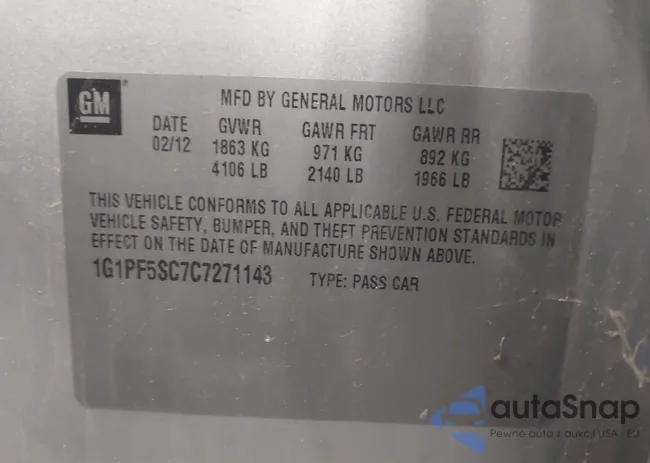 GM
MFD BY GENERAL MOTORS LLC
DATE GVWR GAWR FRT GAWR RR
02/12 1863 KG 971 KG 892 KG
4106 LB 2140 LB 1966 LB
THIS VEHICLE CONFORMS TO ALL APPLICABLE U.S. FEDERAL MOTOR
VEHICLE SAFETY, BUMPER, AND THEFT PREVENTION STANDARDS IN
EFFECT ON THE DATE OF MANUFACTURE SHOWN ABOVE.
1G1PF5SC7C7271143 TYPE: PASS CAR
autaSnap
Pewne auta z aukcji USA i EU